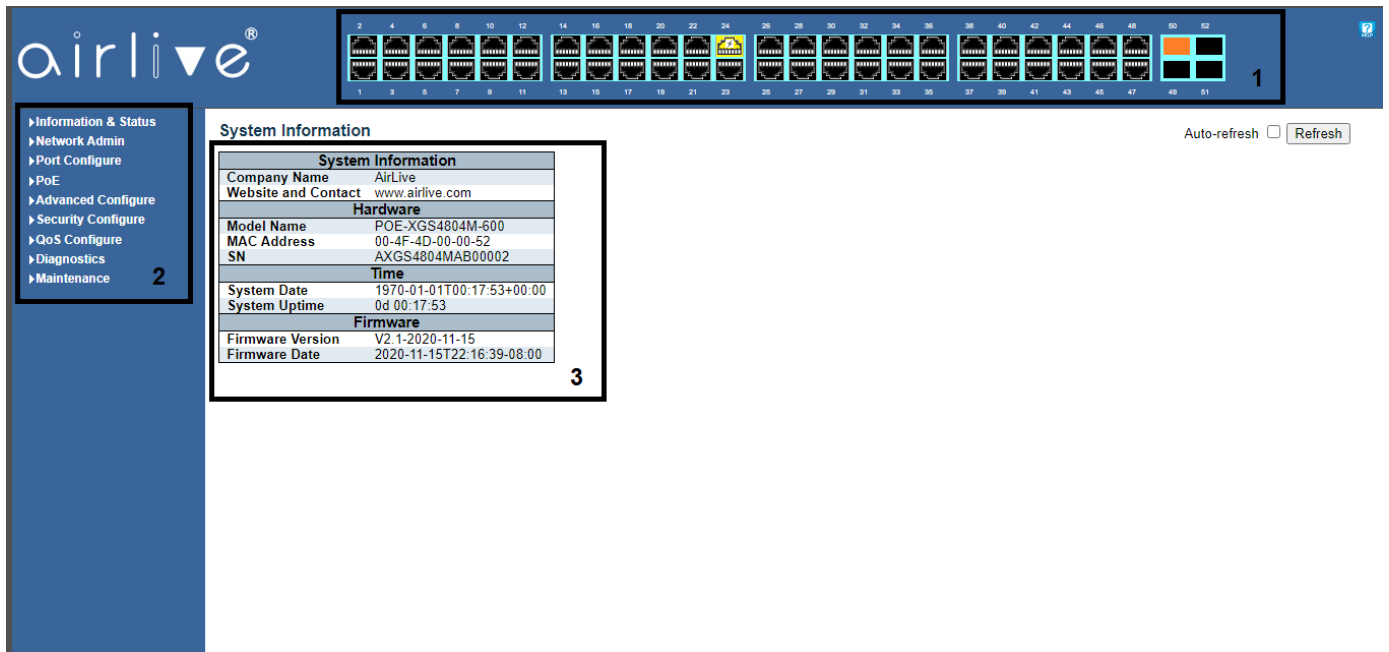 airlive®
2 4 6 8 10 12 14 16 18 20 22 24 26 28 30 32 34 36 38 40 42 44 46 48 50 52
HELP
1 3 5 7 9 11 13 15 17 19 21 23 25 27 29 31 33 35 37 39 41 43 45 47 49 51
1
Information & Status
Network Admin
Port Configure
PoE
Advanced Configure
Security Configure
QoS Configure
Diagnostics
Maintenance
2
System Information
Auto-refresh Refresh
System Information
Company Name AirLive
Website and Contact www.airlive.com
Hardware
Model Name POE-XGS4804M-600
MAC Address 00-4F-4D-00-00-52
SN AXGS4804MAB00002
Time
System Date 1970-01-01T00:17:53+00:00
System Uptime 0d 00:17:53
Firmware
Firmware Version V2.1-2020-11-15
Firmware Date 2020-11-15T22:16:39-08:00
3